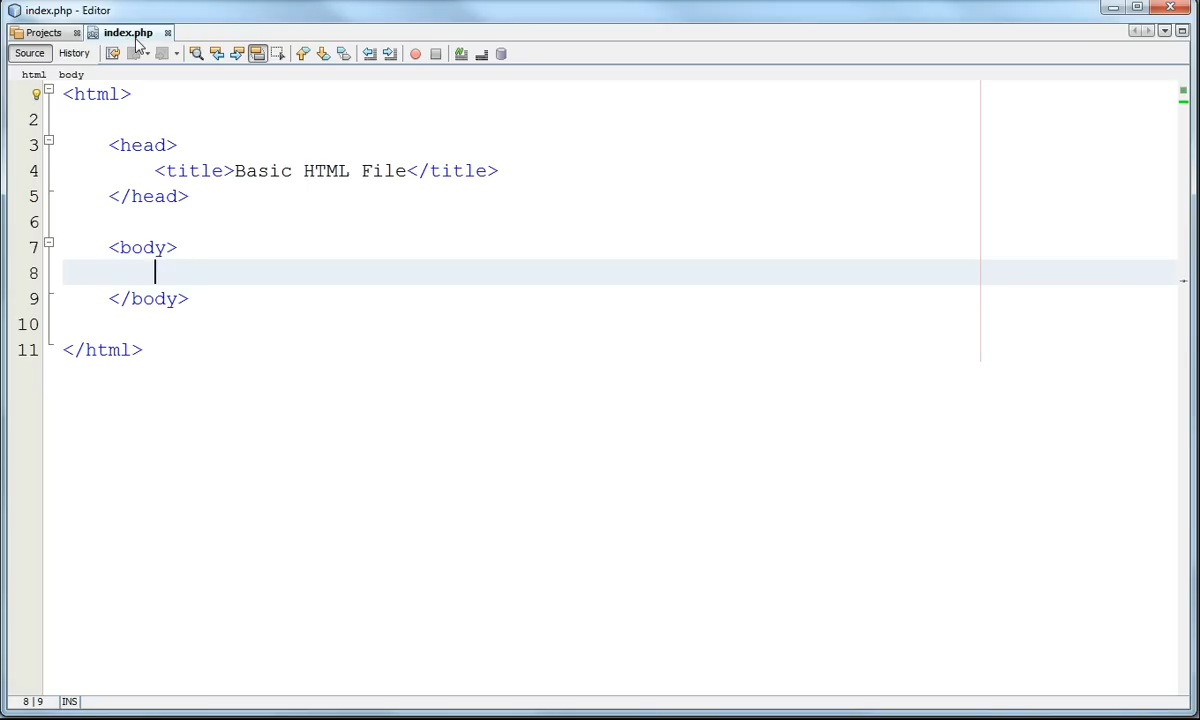 index.php - Editor
Projects index.php
Source History
html body
<html>
2
3 <head>
4 <title>Basic HTML File</title>
5 </head>
6
7 <body>
8
9 </body>
10
11 </html>
8|9 INS